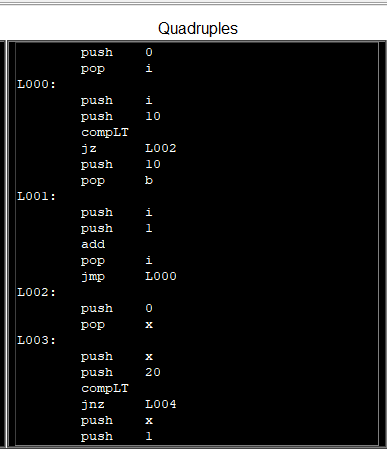 Quadruples
push 0
pop i
L000:
push i
push 10
compLT
jz L002
push 10
pop b
L001:
push i
push 1
add
pop i
jmp L000
L002:
push 0
pop x
L003:
push x
push 20
compLT
jnz L004
push x
push 1